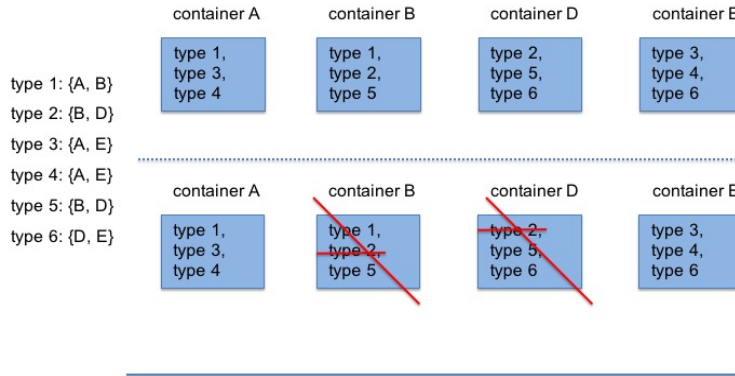 container A
container B
container D
container E
type 1,
type 3,
type 4
type 1,
type 2,
type 5
type 2,
type 5,
type 6
type 3,
type 4,
type 6
type 1: {A, B}
type 2: {B, D}
type 3: {A, E}
type 4: {A, E}
type 5: {B, D}
type 6: {D, E}
container A
container B
container D
container E
type 1,
type 3,
type 4
type 1,
type 2,
type 5
type 2,
type 5,
type 6
type 3,
type 4,
type 6